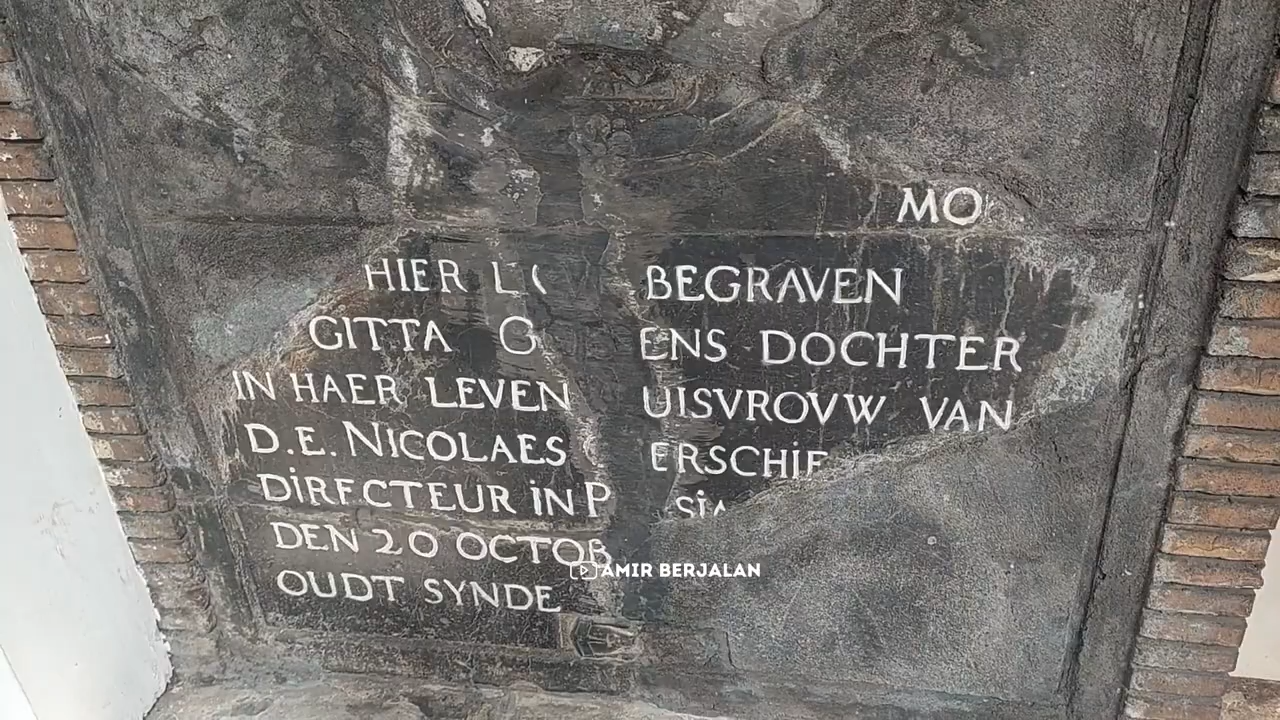 MO
HIER L BEGRAVEN
GITTA G ENS DOCHTER
IN HAER LEVEN UISVROVW VAN
D.E. NICOLAES ERSCHIE
DIRECTEUR IN P SIA
DEN 20 OCTOB
OUDT SYNDE
AMIR BERJALAN